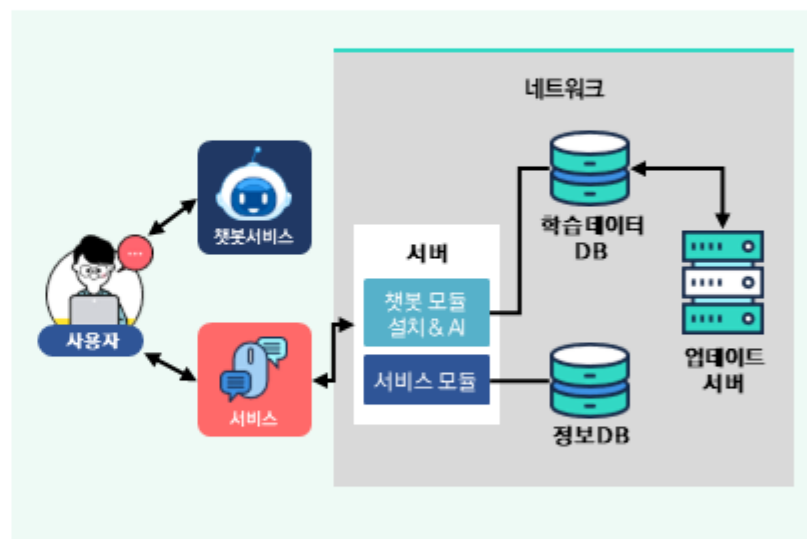 네트워크
챗봇서비스
학습데이터
DB
서버
챗봇 모듈
설치 & AI
사용자
업데이트
서버
서비스 모듈
서비스
정보DB